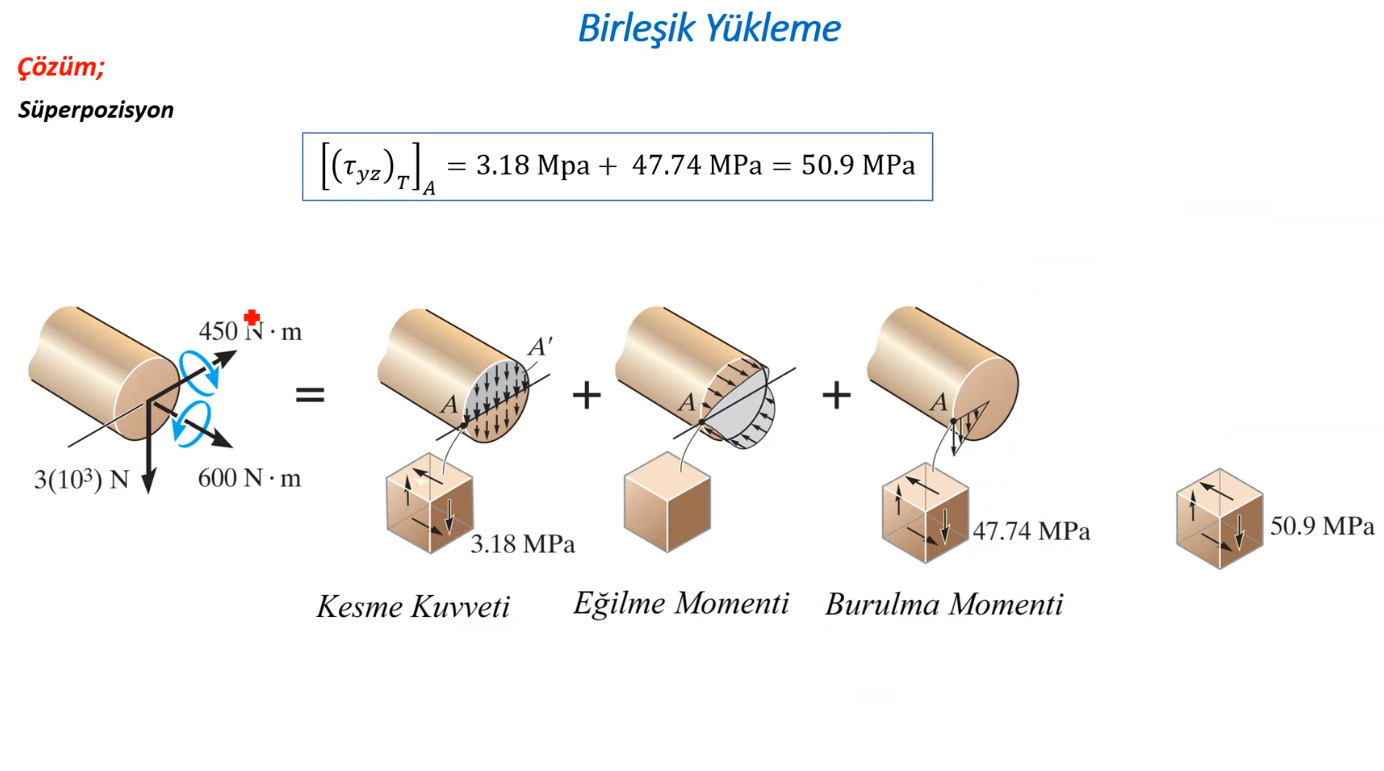 Birleşik Yükleme
Çözüm;
Süperpozisyon
[(τyz)T]A = 3.18 Mpa + 47.74 MPa = 50.9 MPa
450 N · m
3(10³) N
600 N · m
=
A
A'
3.18 MPa
+
A
+
A
47.74 MPa
50.9 MPa
Kesme Kuvveti
Eğilme Momenti
Burulma Momenti